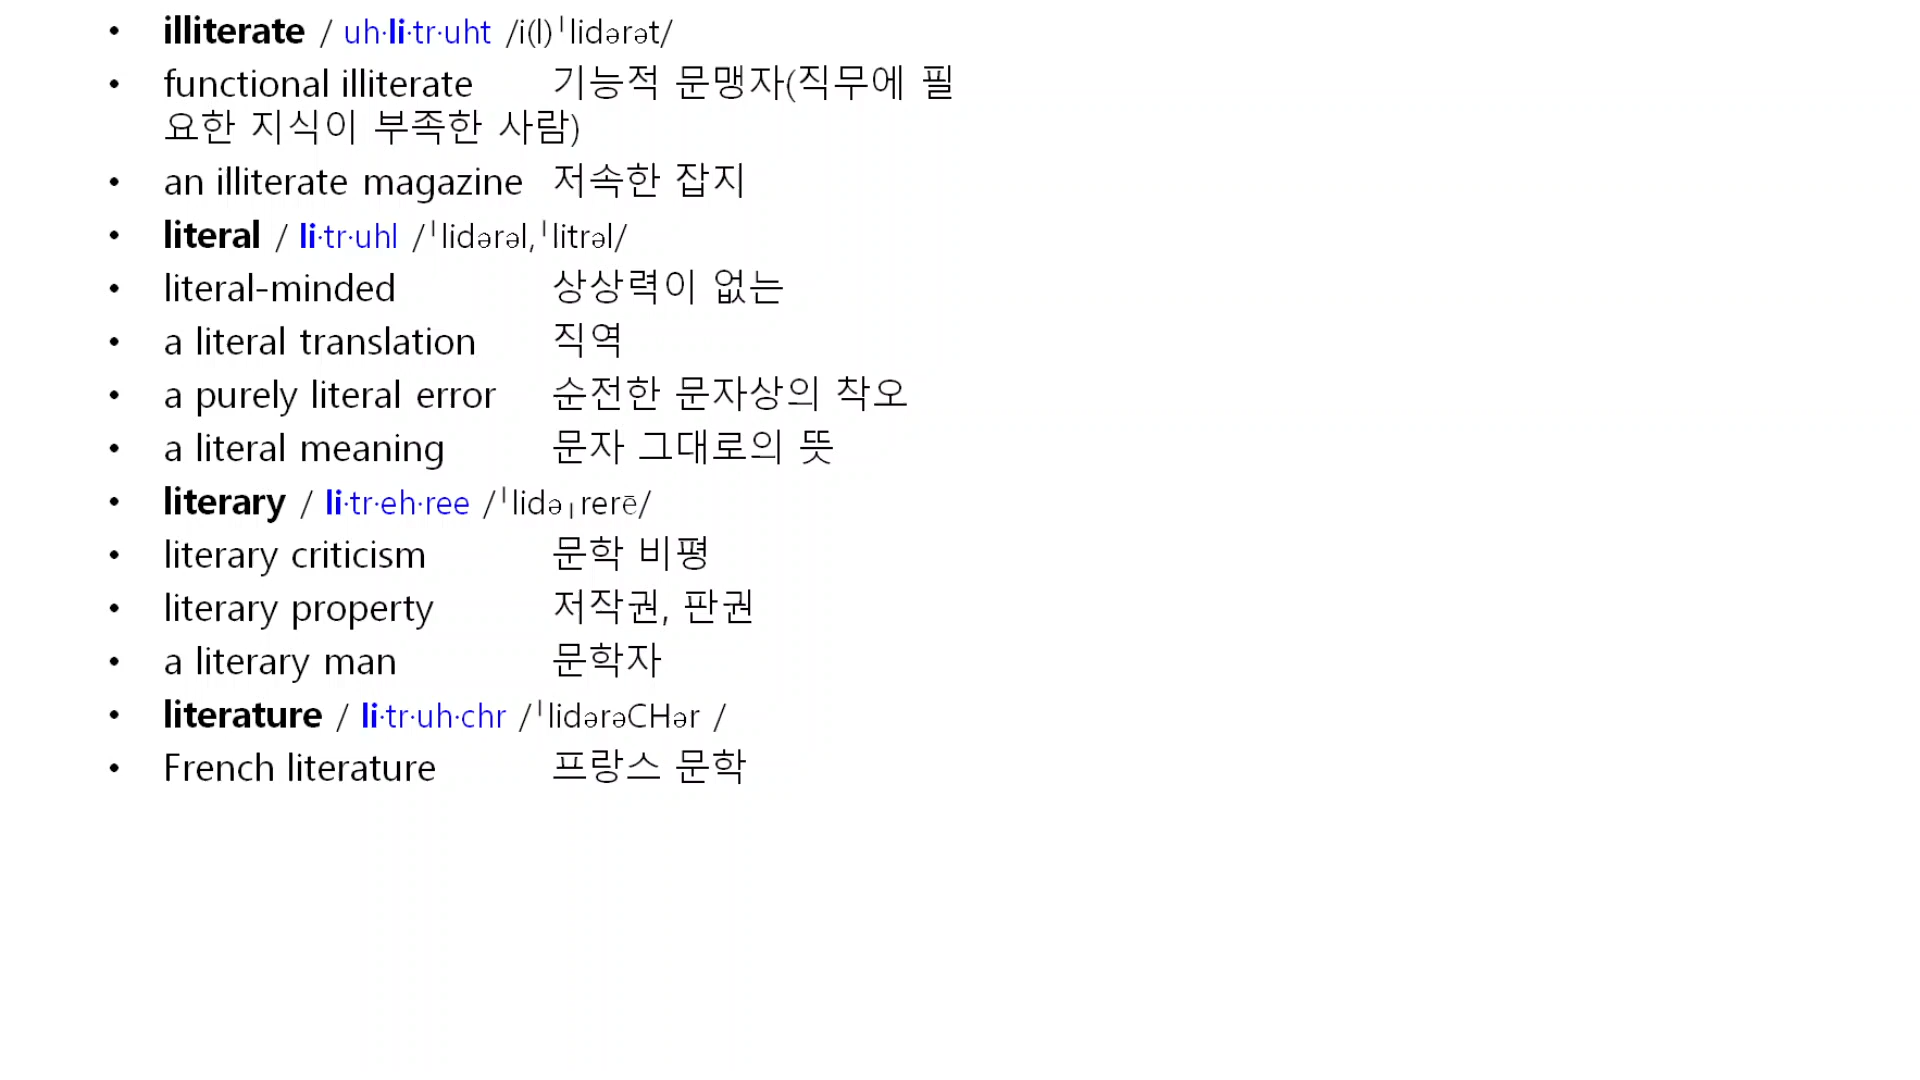 • illiterate / uh·li·tr·uht /i(l)ˈlidərət/
• functional illiterate 기능적 문맹자(직무에 필
요한 지식이 부족한 사람)
• an illiterate magazine 저속한 잡지
• literal / li·tr·uhl /ˈlidərəl,ˈlitrəl/
• literal-minded 상상력이 없는
• a literal translation 직역
• a purely literal error 순전한 문자상의 착오
• a literal meaning 문자 그대로의 뜻
• literary / li·tr·eh·ree /ˈlidəˌrerē/
• literary criticism 문학 비평
• literary property 저작권, 판권
• a literary man 문학자
• literature / li·tr·uh·chr /ˈlidərəCHər /
• French literature 프랑스 문학